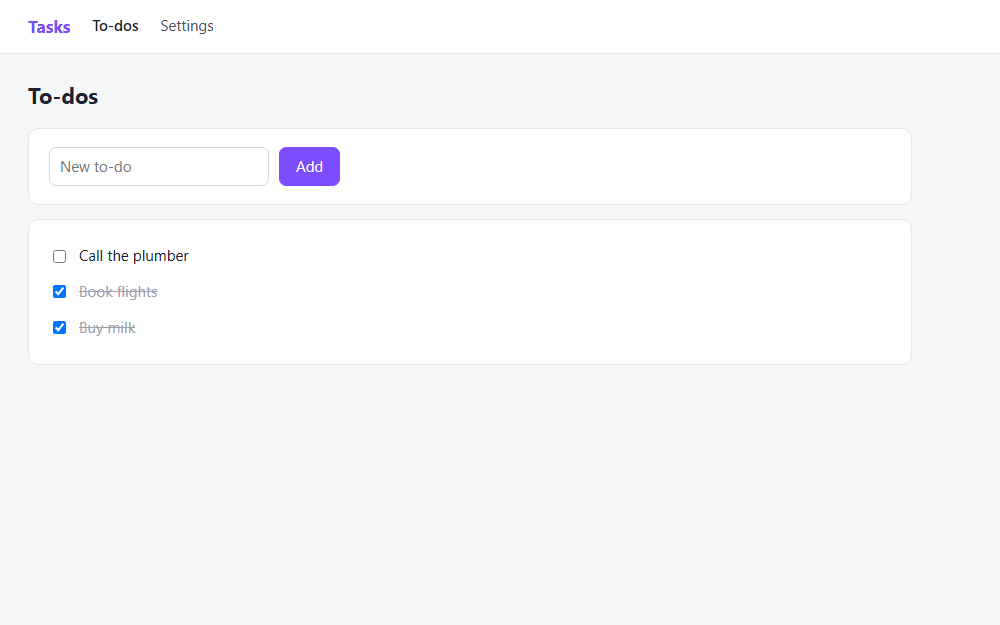 Tasks To-dos Settings
To-dos
New to-do Add
Call the plumber
Book flights
Buy milk